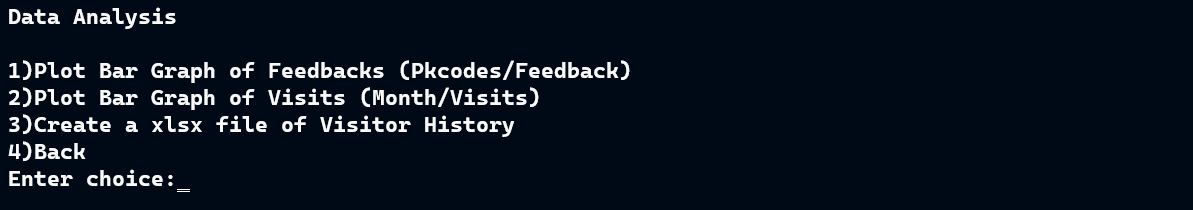 Data Analysis
1)Plot Bar Graph of Feedbacks (Pkcodes/Feedback)
2)Plot Bar Graph of Visits (Month/Visits)
3)Create a xlsx file of Visitor History
4)Back
Enter choice:_